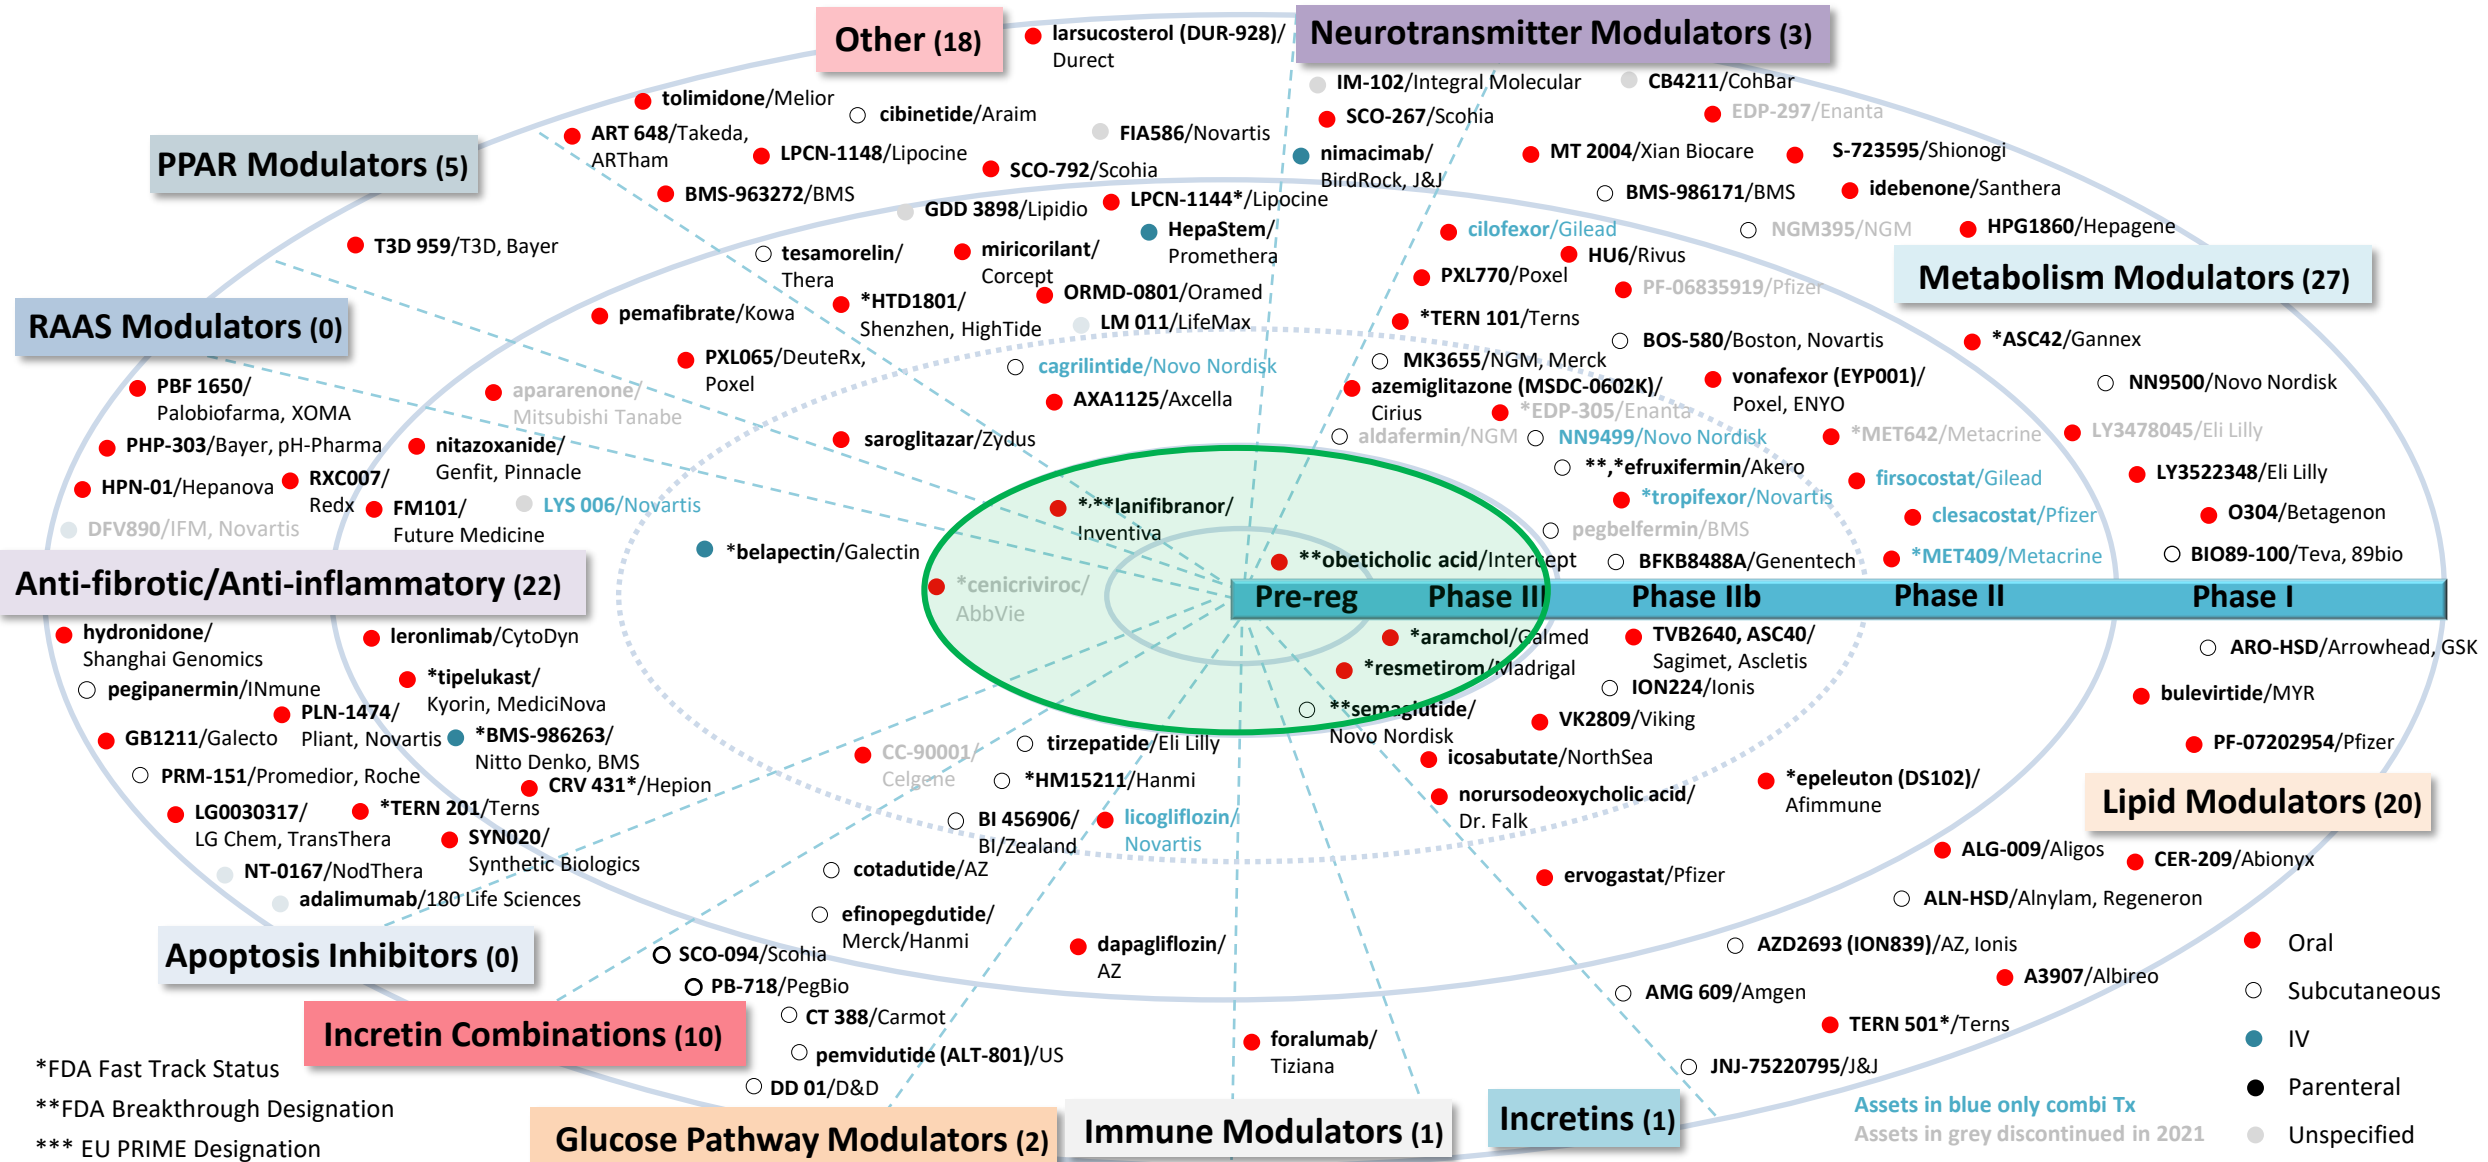 Other (18)
larsucosterol (DUR-928)/
Durect
Neurotransmitter Modulators (3)
tolimidone/Melior
cibinetide/Araim
ART 648/Takeda,
ARTham
FIA586/Novartis
LPCN-1148/Lipocine
SCO-792/Scohia
BMS-963272/BMS
GDD 3898/Lipidio
LPCN-1144*/Lipocine
HepaStem/
Promethera
tesamorelin/
Thera
miricorilant/
Corcept
*HTD1801/
Shenzhen, HighTide
ORMD-0801/Oramed
LM 011/LifeMax
cagrilintide/Novo Nordisk
AXA1125/Axcella
IM-102/Integral Molecular
SCO-267/Scohia
nimacimab/
BirdRock, J&J
CB4211/CohBar
EDP-297/Enanta
MT 2004/Xian Biocare
S-723595/Shionogi
BMS-986171/BMS
idebenone/Santhera
NGM395/NGM
HPG1860/Hepagene
cilofexor/Gilead
HU6/Rivus
PXL770/Poxel
PF-06835919/Pfizer
*TERN 101/Terns
Metabolism Modulators (27)
BOS-580/Boston, Novartis
*ASC42/Gannex
MK3655/NGM, Merck
azemiglitazone (MSDC-0602K)/
Cirius
vonafexor (EYP001)/
Poxel, ENYO
NN9500/Novo Nordisk
*EDP-305/Enanta
aldafermin/NGM
NN9499/Novo Nordisk
*MET642/Metacrine
LY3478045/Eli Lilly
**,*efruxifermin/Akero
*tropifexor/Novartis
firsocostat/Gilead
LY3522348/Eli Lilly
pegbelfermin/BMS
clesacostat/Pfizer
O304/Betagenon
BFKB8488A/Genentech
*MET409/Metacrine
BIO89-100/Teva, 89bio
**obeticholic acid/Intercept
PPAR Modulators (5)
T3D 959/T3D, Bayer
pemafibrate/Kowa
PXL065/DeuteRx,
Poxel
saroglitazar/Zydus
*,**lanifibranor/
Inventiva
RAAS Modulators (0)
apararenone/
Mitsubishi Tanabe
PBF 1650/
Palobiofarma, XOMA
PHP-303/Bayer, pH-Pharma
nitazoxanide/
Genfit, Pinnacle
HPN-01/Hepanova
RXC007/
Redx
FM101/
Future Medicine
LYS 006/Novartis
DFV890/IFM, Novartis
*belapectin/Galectin
*cenicriviroc/
AbbVie
Anti-fibrotic/Anti-inflammatory (22)
Pre-reg
Phase III
Phase IIb
Phase II
Phase I
hydronidone/
Shanghai Genomics
leronlimab/CytoDyn
pegipanermin/INmune
*tipelukast/
Kyorin, MediciNova
PLN-1474/
Pliant, Novartis
GB1211/Galecto
*BMS-986263/
Nitto Denko, BMS
PRM-151/Promedior, Roche
CRV 431*/Hepion
LG0030317/
LG Chem, TransThera
*TERN 201/Terns
SYN020/
Synthetic Biologics
NT-0167/NodThera
adalimumab/180 Life Sciences
CC-90001/
Celgene
Apoptosis Inhibitors (0)
tirzepatide/Eli Lilly
*HM15211/Hanmi
BI 456906/
BI/Zealand
cotadutide/AZ
efinopegdutide/
Merck/Hanmi
SCO-094/Scohia
PB-718/PegBio
CT 388/Carmot
pemvidutide (ALT-801)/US
DD 01/D&D
Incretin Combinations (10)
licogliflozin/
Novartis
dapagliflozin/
AZ
Glucose Pathway Modulators (2)
foralumab/
Tiziana
Immune Modulators (1)
**semaglutide/
Novo Nordisk
Incretins (1)
*aramchol/Galmed
*resmetirom/Madrigal
TVB2640, ASC40/
Sagimet, Ascletis
ARO-HSD/Arrowhead, GSK
ION224/Ionis
bulevirtide/MYR
VK2809/Viking
PF-07202954/Pfizer
icosabutate/NorthSea
norursodeoxycholic acid/
Dr. Falk
*epeleuton (DS102)/
Afimmune
Lipid Modulators (20)
ervogastat/Pfizer
ALG-009/Aligos
CER-209/Abionyx
ALN-HSD/Alnylam, Regeneron
AZD2693 (ION839)/AZ, Ionis
A3907/Albireo
AMG 609/Amgen
TERN 501*/Terns
JNJ-75220795/J&J
*FDA Fast Track Status
**FDA Breakthrough Designation
*** EU PRIME Designation
Assets in blue only combi Tx
Assets in grey discontinued in 2021
Oral
Subcutaneous
IV
Parenteral
Unspecified